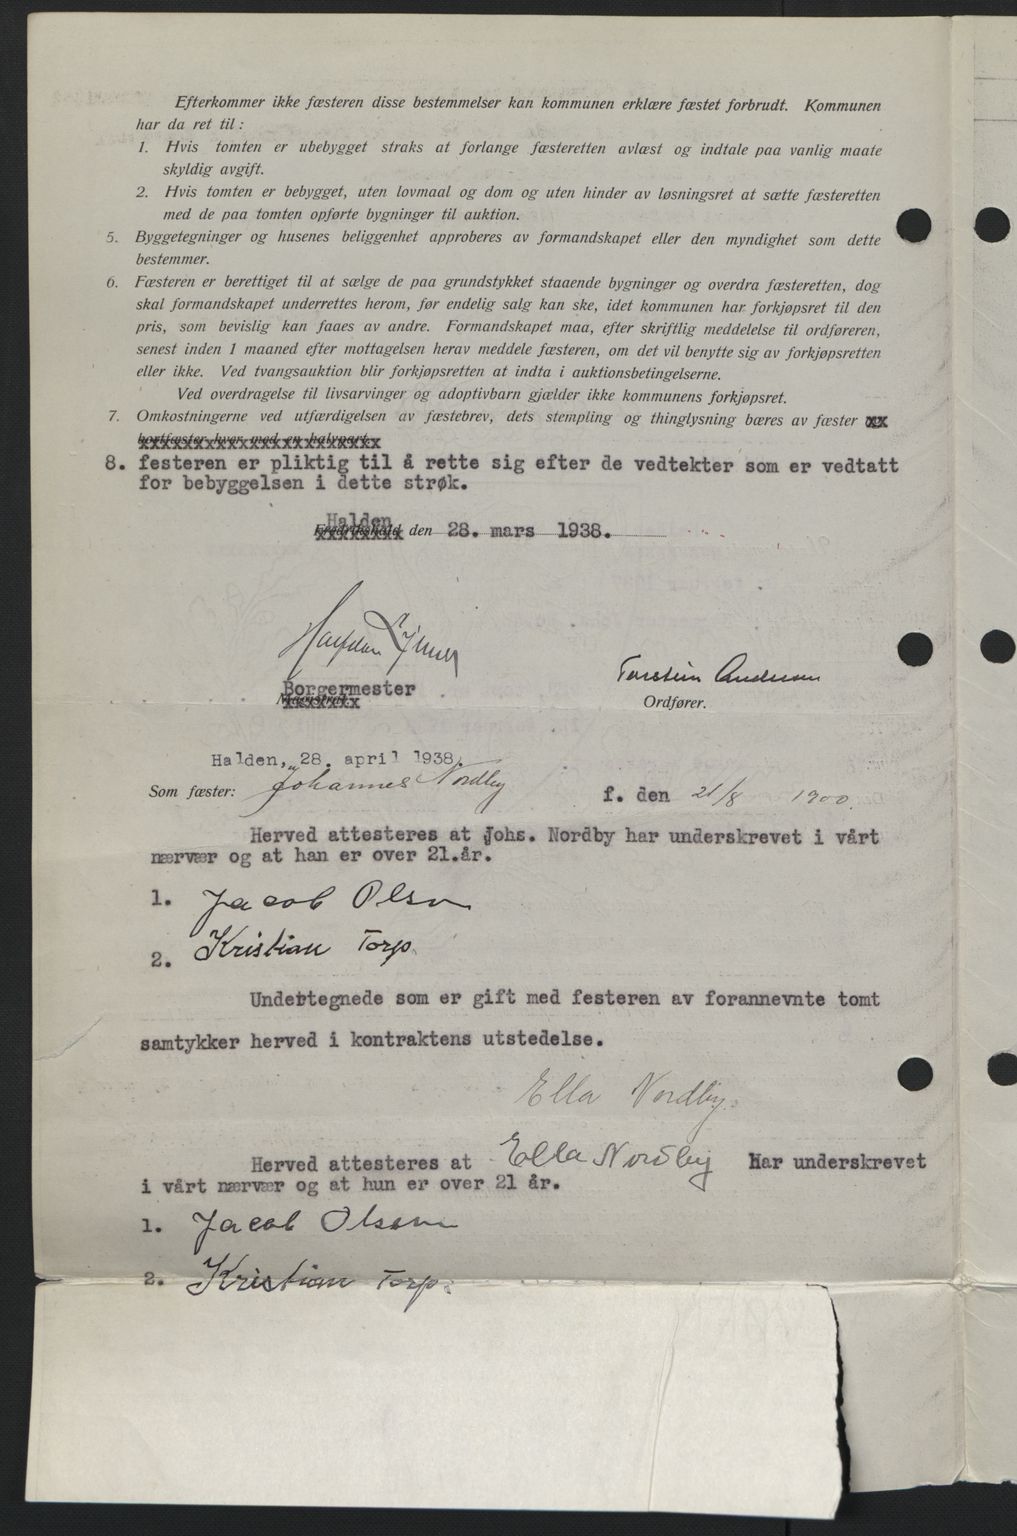 Efterkommer ikke fæsteren disse bestemmelser kan kommunen erklære fæstet forbrudt. Kommunen
har da ret til:
1. Hvis tomten er ubebygget straks at forlange fæsteretten avlæst og indtale paa vanlig maate
skyldig avgift.
2. Hvis tomten er bebygget, uten lovmaal og dom og uten hinder av løsningsret at sætte fæsteretten
med de paa tomten opførte bygninger til auktion.
5. Byggetegninger og husenes beliggenhet approberes av formandskapet eller den myndighet som dette
bestemmer.
6. Fæsteren er berettiget til at sælge de paa grundstykket staaende bygninger og overdra fæsteretten, dog
skal formandskapet underrettes herom, før endelig salg kan ske, idet kommunen har forkjøpsret til den
pris, som bevislig kan faaes av andre. Formandskapet maa, efter skriftlig meddelelse til ordføreren,
senest inden 1 maaned efter mottagelsen herav meddele fæsteren, om det vil benytte sig av forkjøpsretten
eller ikke. Ved tvangsauktion blir forkjøpsretten at indta i auktionsbetingelserne.
Ved overdragelse til livsarvinger og adoptivbarn gjælder ikke kommunens forkjøpsret.
7. Omkostningerne ved utfærdigelsen av fæstebrev, dets stempling og thinglysning bæres av fæster xx
bortfæster hver med en halvpart.
8. festeren er pliktig til å rette sig efter de vedtekter som er vedtatt
for bebyggelsen i dette strøk.
Halden
Fredrikshald den 28. mars 1938.
Halfdan
Torstein Andersen
Borgermester
Ordfører.
Halden, 28. april 1938.
Som fæster: Johannes Nordby f. den 21/8 1900.
Herved attesteres at Johs. Nordby har underskrevet i vårt
nærvær og at han er over 21.år.
1. Jacob Olsen
2. Kristian Torp.
Undertegnede som er gift med festeren av forannevnte tomt
samtykker herved i kontraktens utstedelse.
Ella Nordby.
Herved attesteres at Ella Nordby Har underskrevet
i vårt nærvær og at hun er over 21 år.
1. Jacob Olsen
2. Kristian Torp.